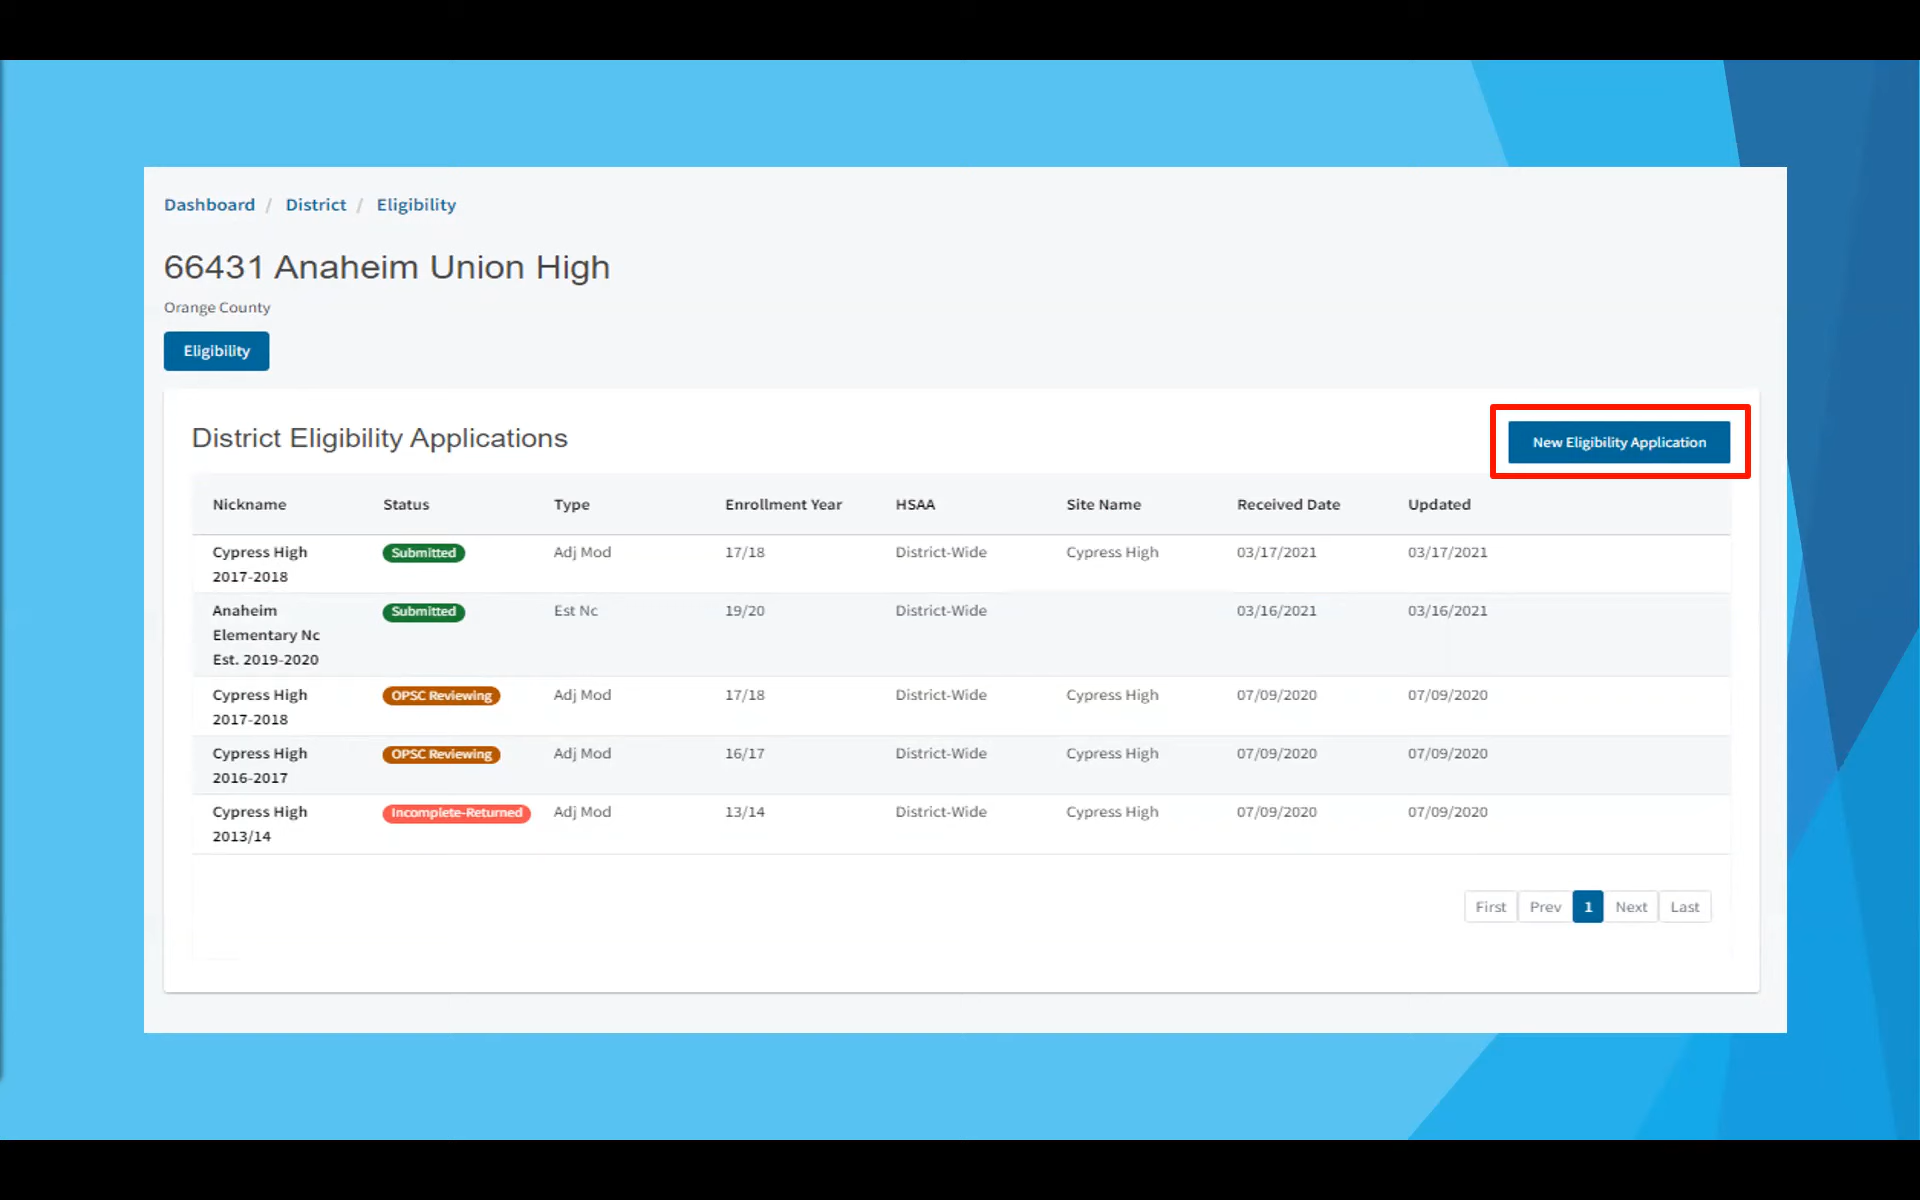 Dashboard / District / Eligibility
66431 Anaheim Union High
Orange County
Eligibility
District Eligibility Applications
New Eligibility Application
Nickname Status Type Enrollment Year HSAA Site Name Received Date Updated
Cypress High 2017-2018 Submitted Adj Mod 17/18 District-Wide Cypress High 03/17/2021 03/17/2021
Anaheim Elementary Nc Est. 2019-2020 Submitted Est Nc 19/20 District-Wide 03/16/2021 03/16/2021
Cypress High 2017-2018 OPSC Reviewing Adj Mod 17/18 District-Wide Cypress High 07/09/2020 07/09/2020
Cypress High 2016-2017 OPSC Reviewing Adj Mod 16/17 District-Wide Cypress High 07/09/2020 07/09/2020
Cypress High 2013/14 Incomplete-Returned Adj Mod 13/14 District-Wide Cypress High 07/09/2020 07/09/2020
First Prev 1 Next Last